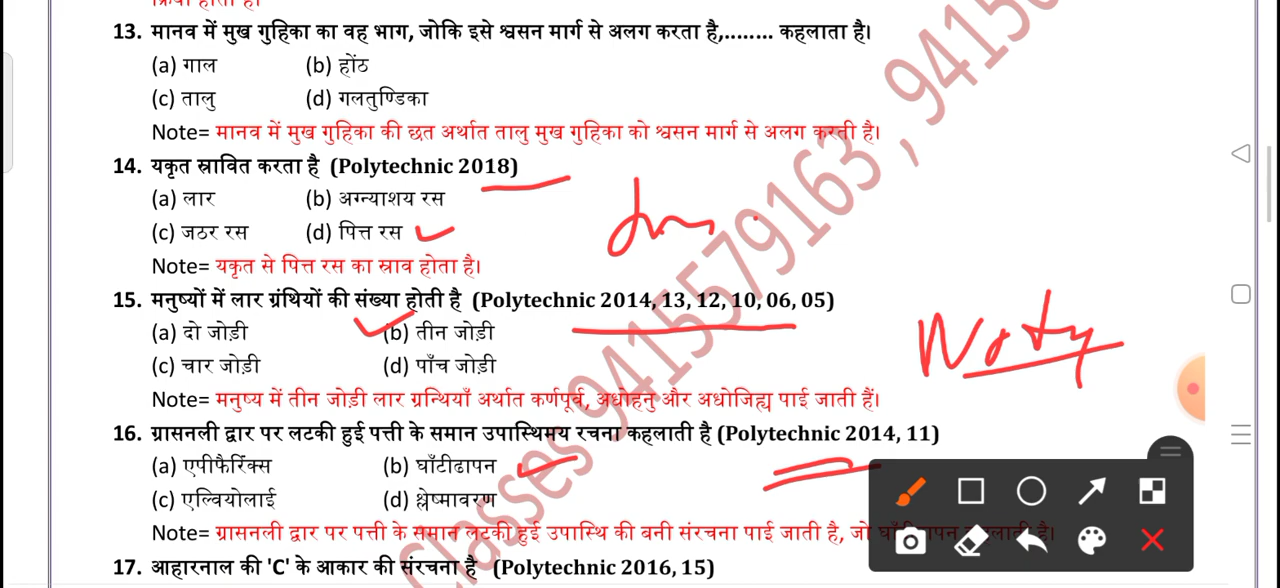 13. मानव में मुख गुहिका का वह भाग, जोकि इसे श्वसन मार्ग से अलग करता है,........ कहलाता है।
(a) गाल (b) होंठ
(c) तालु (d) गलतुण्डिका
Note= मानव में मुख गुहिका की छत अर्थात तालु मुख गुहिका को श्वसन मार्ग से अलग करती है।
14. यकृत स्रावित करता है (Polytechnic 2018)
(a) लार (b) अग्न्याशय रस
(c) जठर रस (d) पित्त रस
Note= यकृत से पित्त रस का स्राव होता है।
15. मनुष्यों में लार ग्रंथियों की संख्या होती है (Polytechnic 2014, 13, 12, 10, 06, 05)
(a) दो जोड़ी (b) तीन जोड़ी
(c) चार जोड़ी (d) पाँच जोड़ी
Note= मनुष्य में तीन जोड़ी लार ग्रन्थियाँ अर्थात कर्णपूर्व, अधोहनु और अधोजिह्य पाई जाती हैं।
16. ग्रासनली द्वार पर लटकी हुई पत्ती के समान उपास्थिमय रचना कहलाती है (Polytechnic 2014, 11)
(a) एपीफैरिंक्स (b) घाँटीढापन
(c) एल्वियोलाई (d) श्लेष्मावरण
Note= ग्रासनली द्वार पर पत्ती के समान लटकी हुई उपास्थि की बनी संरचना पाई जाती है, जो
17. आहारनाल की 'C' के आकार की संरचना है (Polytechnic 2016, 15)
Classes 9415579163 , 9415